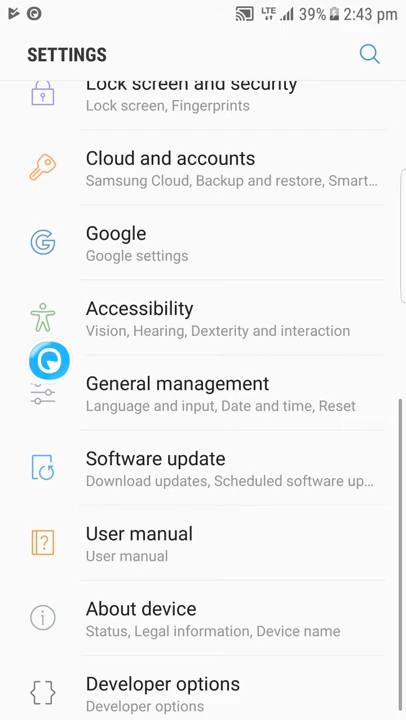 LTE 39% 2:43 pm
SETTINGS
Lock screen and security
Lock screen, Fingerprints
Cloud and accounts
Samsung Cloud, Backup and restore, Smart...
Google
Google settings
Accessibility
Vision, Hearing, Dexterity and interaction
General management
Language and input, Date and time, Reset
Software update
Download updates, Scheduled software up...
User manual
User manual
About device
Status, Legal information, Device name
Developer options
Developer options